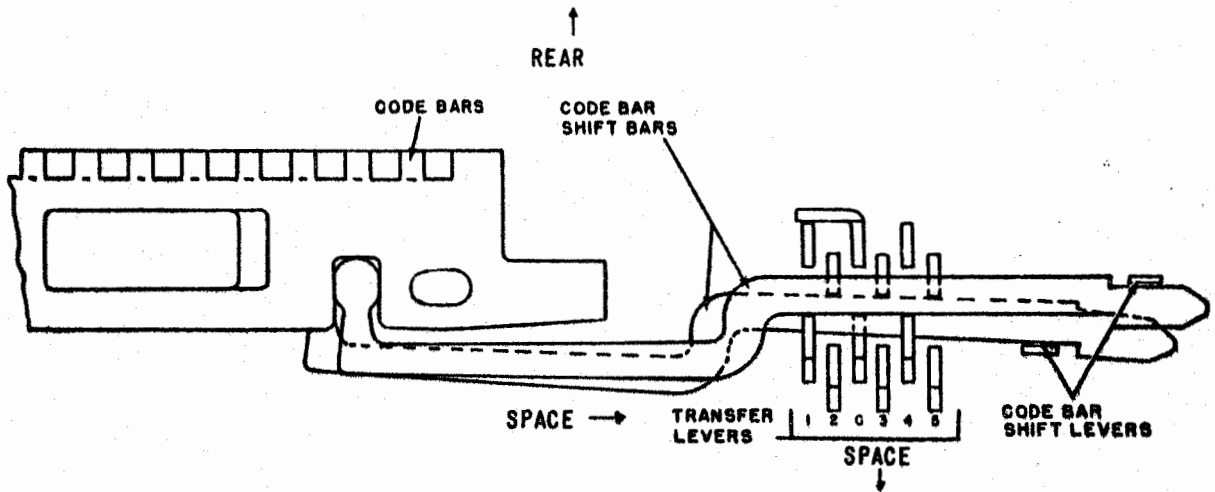 REAR
CODE BARS
CODE BAR
SHIFT BARS
SPACE →
TRANSFER
LEVERS
1 2 C 3 4 5
SPACE
CODE BAR
SHIFT LEVERS